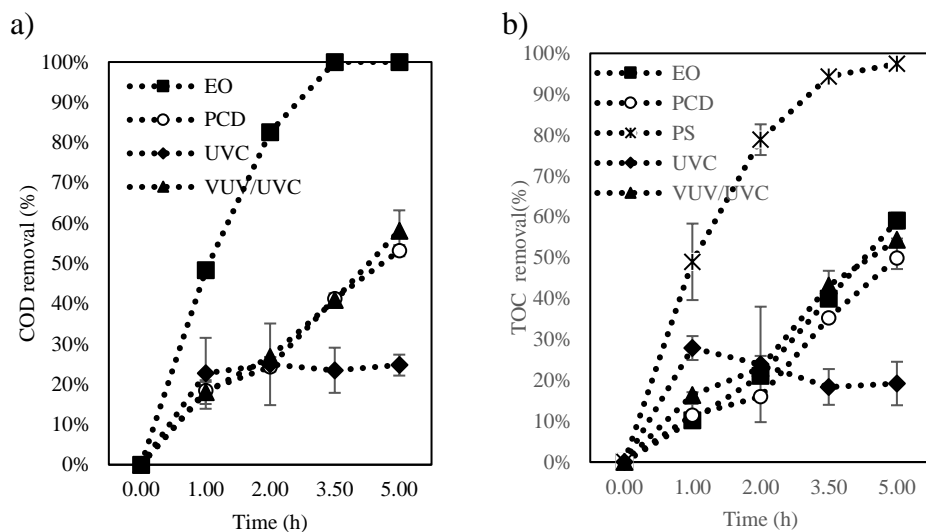 a)
100%
90%
80%
70%
60%
50%
40%
30%
20%
10%
0%
COD removal (%)
EO
PCD
UVC
VUV/UVC
0.00 1.00 2.00 3.50 5.00
Time (h)
b)
100%
90%
80%
70%
60%
50%
40%
30%
20%
10%
0%
TOC removal(%)
EO
PCD
PS
UVC
VUV/UVC
0.00 1.00 2.00 3.50 5.00
Time (h)